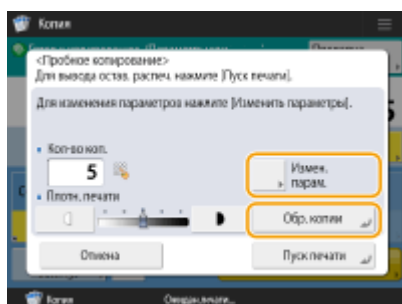 Копия
<Пробное копирование>
Для вывода остав. распеч. нажмите [Пуск печати].
Для изменения параметров нажмите [Изменить параметры].
Кол-во коп.
5
Измен. парам.
Плотн. печати
Обр. копии
Отмена
Пуск печати
Копия
Ожидан. печати...